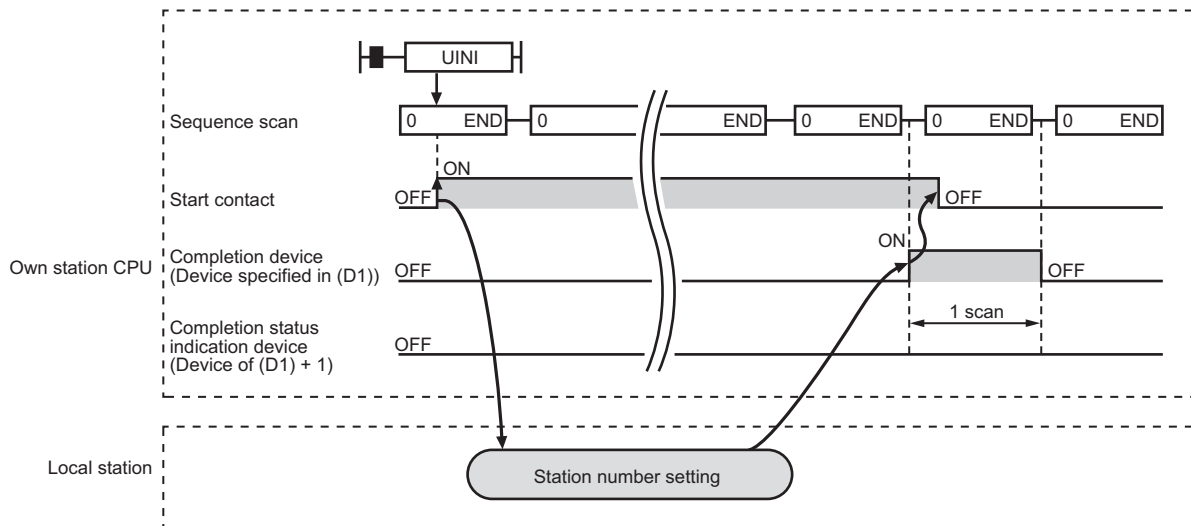 UINI
Sequence scan
0 END 0 END 0 END 0 END 0 END
ON
Start contact
OFF
OFF
Own station CPU
Completion device
(Device specified in (D1))
OFF
ON
OFF
1 scan
Completion status
indication device
(Device of (D1) + 1)
OFF
Local station
Station number setting